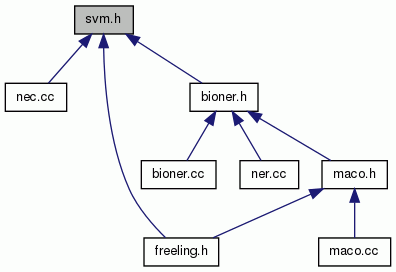 svm.h
nec.cc
bioner.h
bioner.cc
ner.cc
maco.h
freeling.h
maco.cc